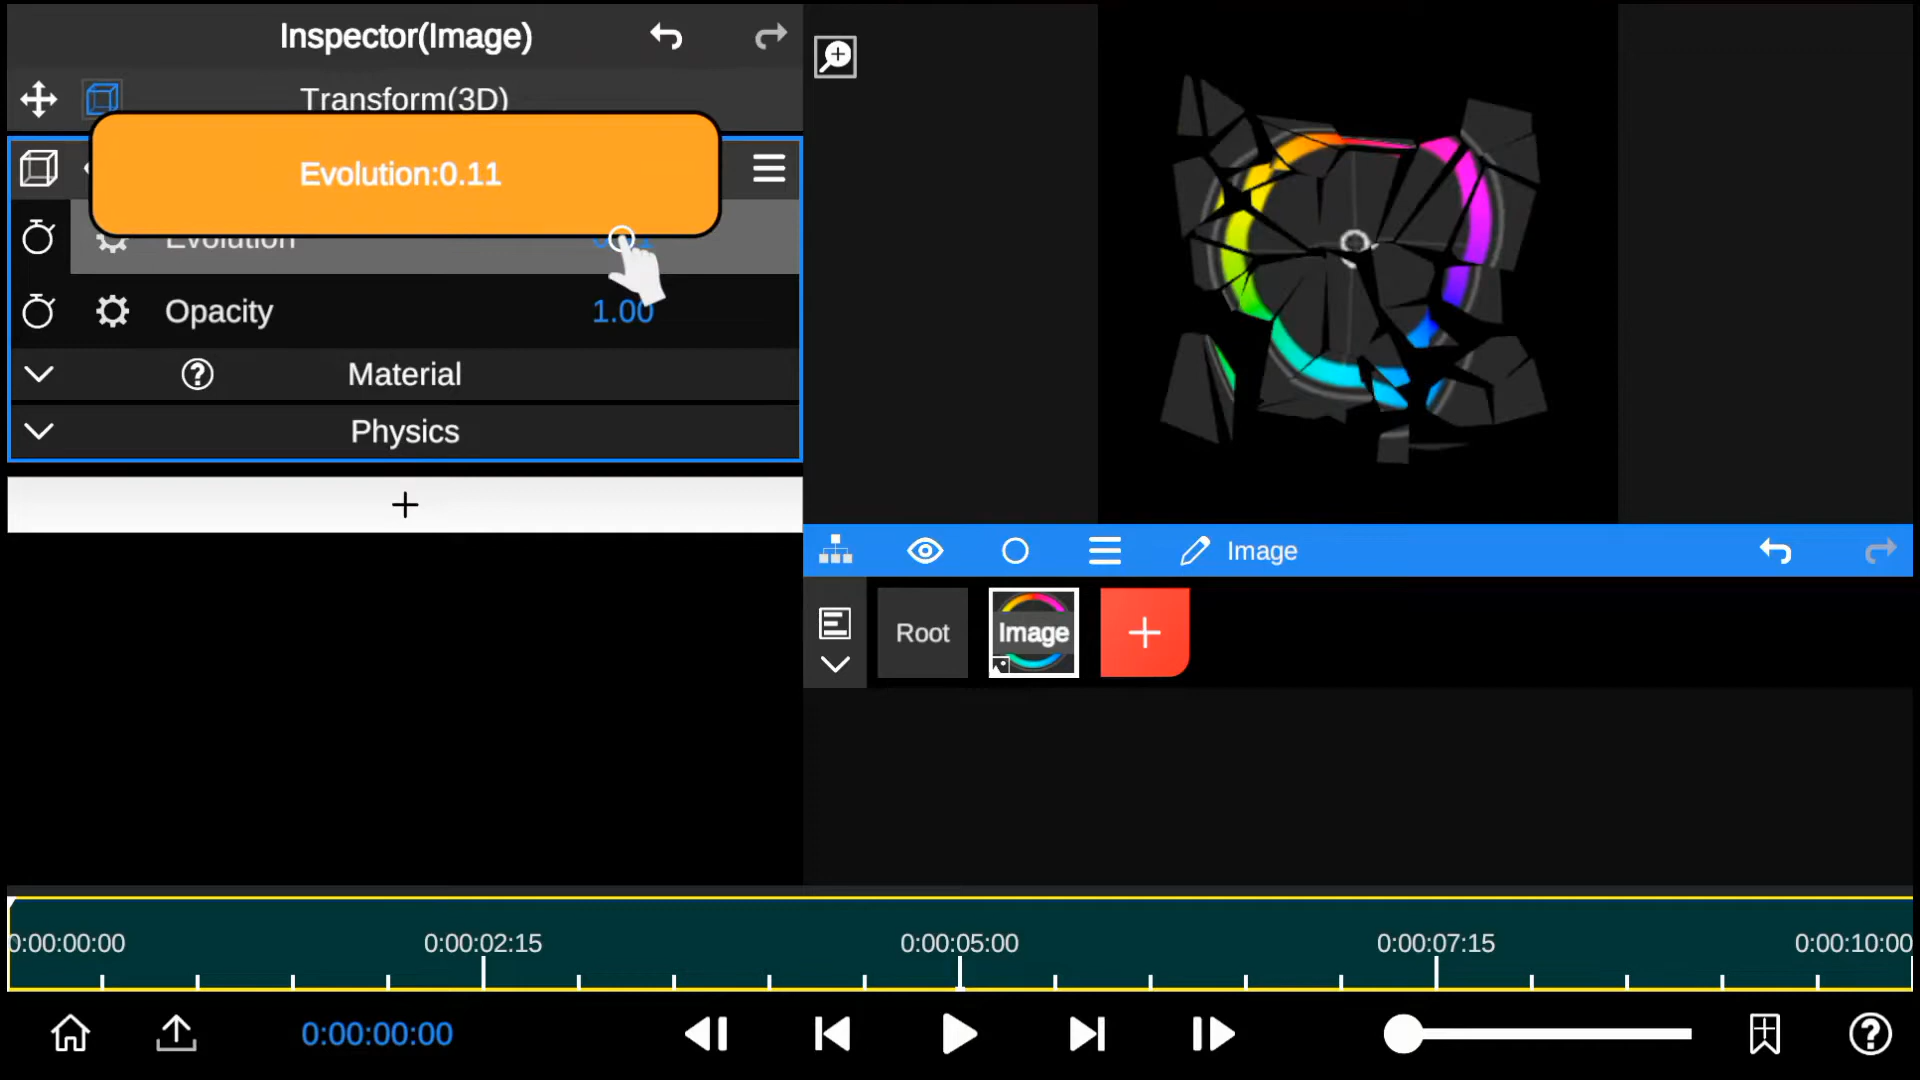 Inspector(Image)
Transform(3D)
Evolution:0.11
Evolution
Opacity
1.00
Material
Physics
Image
Root
Image
0:00:00:00
0:00:02:15
0:00:05:00
0:00:07:15
0:00:10:00
0:00:00:00